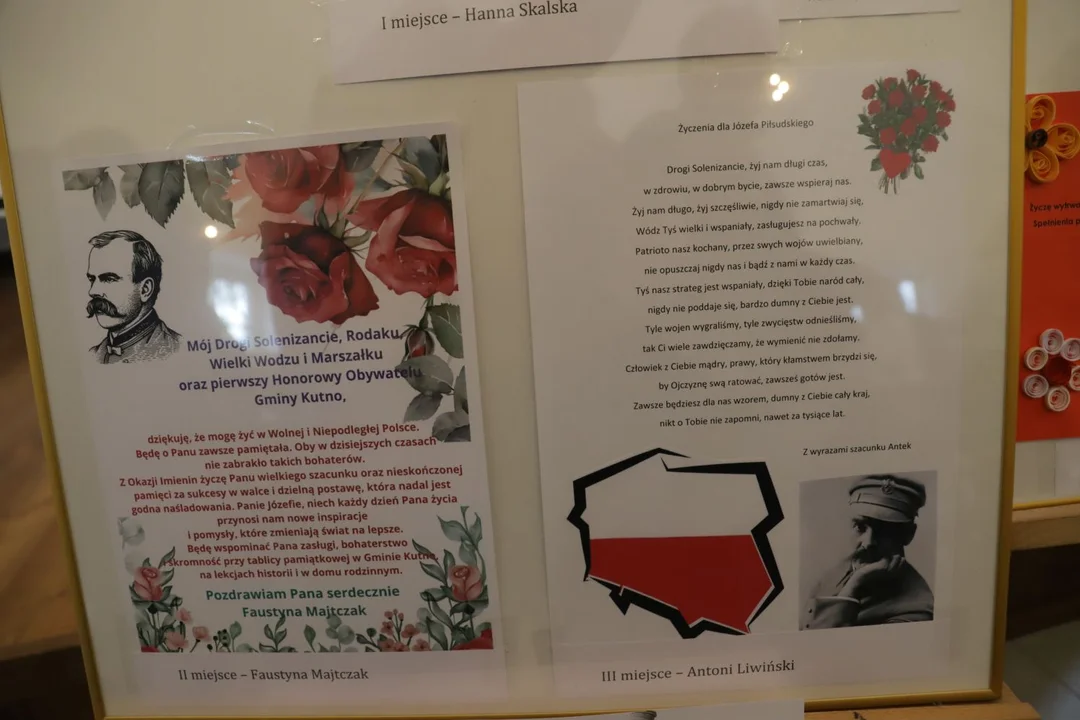 I miejsce – Hanna Skalska
Mój Drogi Solenizancie, Rodaku,
Wielki Wodzu i Marszałku
oraz pierwszy Honorowy Obywatelu
Gminy Kutno,
dziękuję, że mogę żyć w Wolnej i Niepodległej Polsce.
Będę o Panu zawsze pamiętała. Oby w dzisiejszych czasach
nie zabrakło takich bohaterów.
Z Okazji Imienin życzę Panu wielkiego szacunku oraz nieskończonej
pamięci za sukcesy w walce i dzielną postawę, która nadal jest
godna naśladowania. Panie Józefie, niech każdy dzień Pana życia
przynosi nam nowe inspiracje
i pomysły, które zmieniają świat na lepsze.
Będę wspominać Pana zasługi, bohaterstwo
i skromność przy tablicy pamiątkowej w Gminie Kutno,
na lekcjach historii i w domu rodzinnym.
Pozdrawiam Pana serdecznie
Faustyna Majtczak
II miejsce – Faustyna Majtczak
Życzenia dla Józefa Piłsudskiego
Drogi Solenizancie, żyj nam długi czas,
w zdrowiu, w dobrym bycie, zawsze wspieraj nas.
Żyj nam długo, żyj szczęśliwie, nigdy nie zamartwiaj się,
Wódz Tyś wielki i wspaniały, zasługujesz na pochwały.
Patrioto nasz kochany, przez swych wojów uwielbiany,
nie opuszczaj nigdy nas i bądź z nami w każdy czas.
Tyś nasz strateg jest wspaniały, dzięki Tobie naród cały,
nigdy nie poddaje się, bardzo dumny z Ciebie jest.
Tyle wojen wygraliśmy, tyle zwycięstw odnieśliśmy,
tak Ci wiele zawdzięczamy, że wymienić nie zdołamy.
Człowiek z Ciebie mądry, prawy, który kłamstwem brzydzi się,
by Ojczyznę swą ratować, zawsześ gotów jest.
Zawsze będziesz dla nas wzorem, dumny z Ciebie cały kraj,
nikt o Tobie nie zapomni, nawet za tysiące lat.
Z wyrazami szacunku Antek
III miejsce – Antoni Liwiński
Życzę
Spełnienia